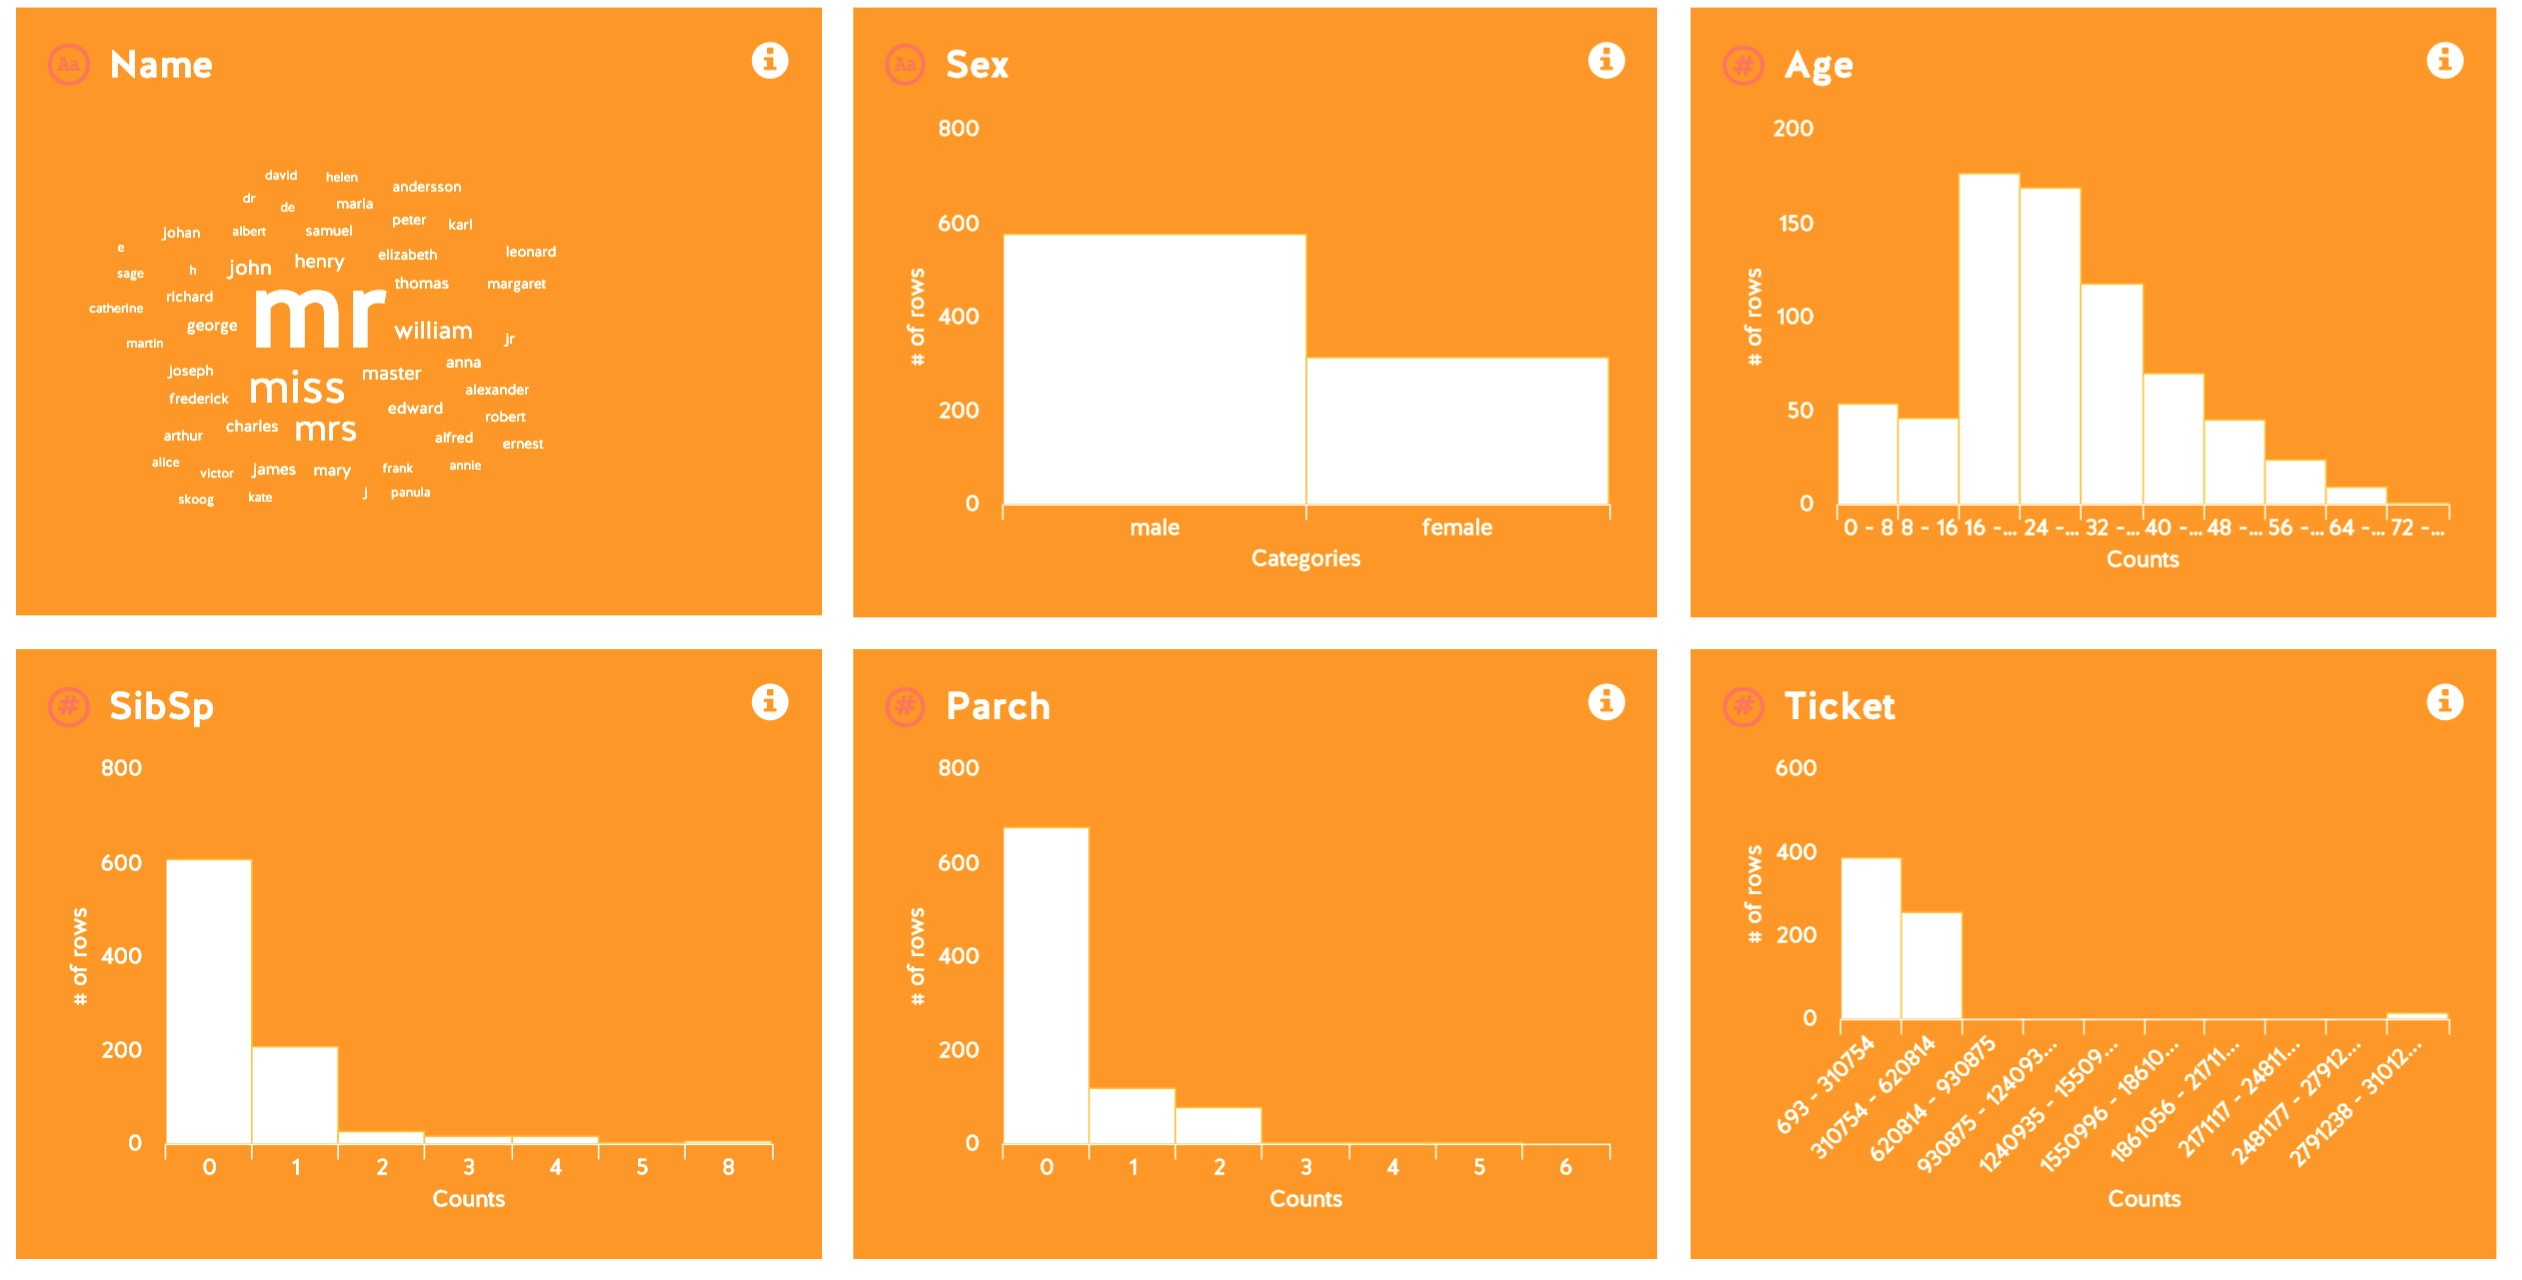 Aa Name
david helen andersson
dr de maria
peter karl
johan albert samuel
e elizabeth leonard
sage h john henry
thomas margaret
catherine richard mr
george william jr
martin
joseph miss master anna
frederick alexander
edward robert
arthur charles mrs alfred ernest
alice victor james mary frank annie
skoog kate j panula
Aa Sex
800
600
400
200
0
# of rows
male female
Categories
# Age
200
150
100
50
0
# of rows
0 - 8 8 - 16 16 -... 24 -... 32 -... 40 -... 48 -... 56 -... 64 -... 72 -...
Counts
# SibSp
800
600
400
200
0
# of rows
0 1 2 3 4 5 8
Counts
# Parch
800
600
400
200
0
# of rows
0 1 2 3 4 5 6
Counts
# Ticket
600
400
200
0
# of rows
693 - 310754
310754 - 620814
620814 - 930875
930875 - 124093...
1240935 - 15509...
1550996 - 18610...
1861056 - 21711...
2171117 - 24811...
2481177 - 27912...
2791238 - 31012...
Counts